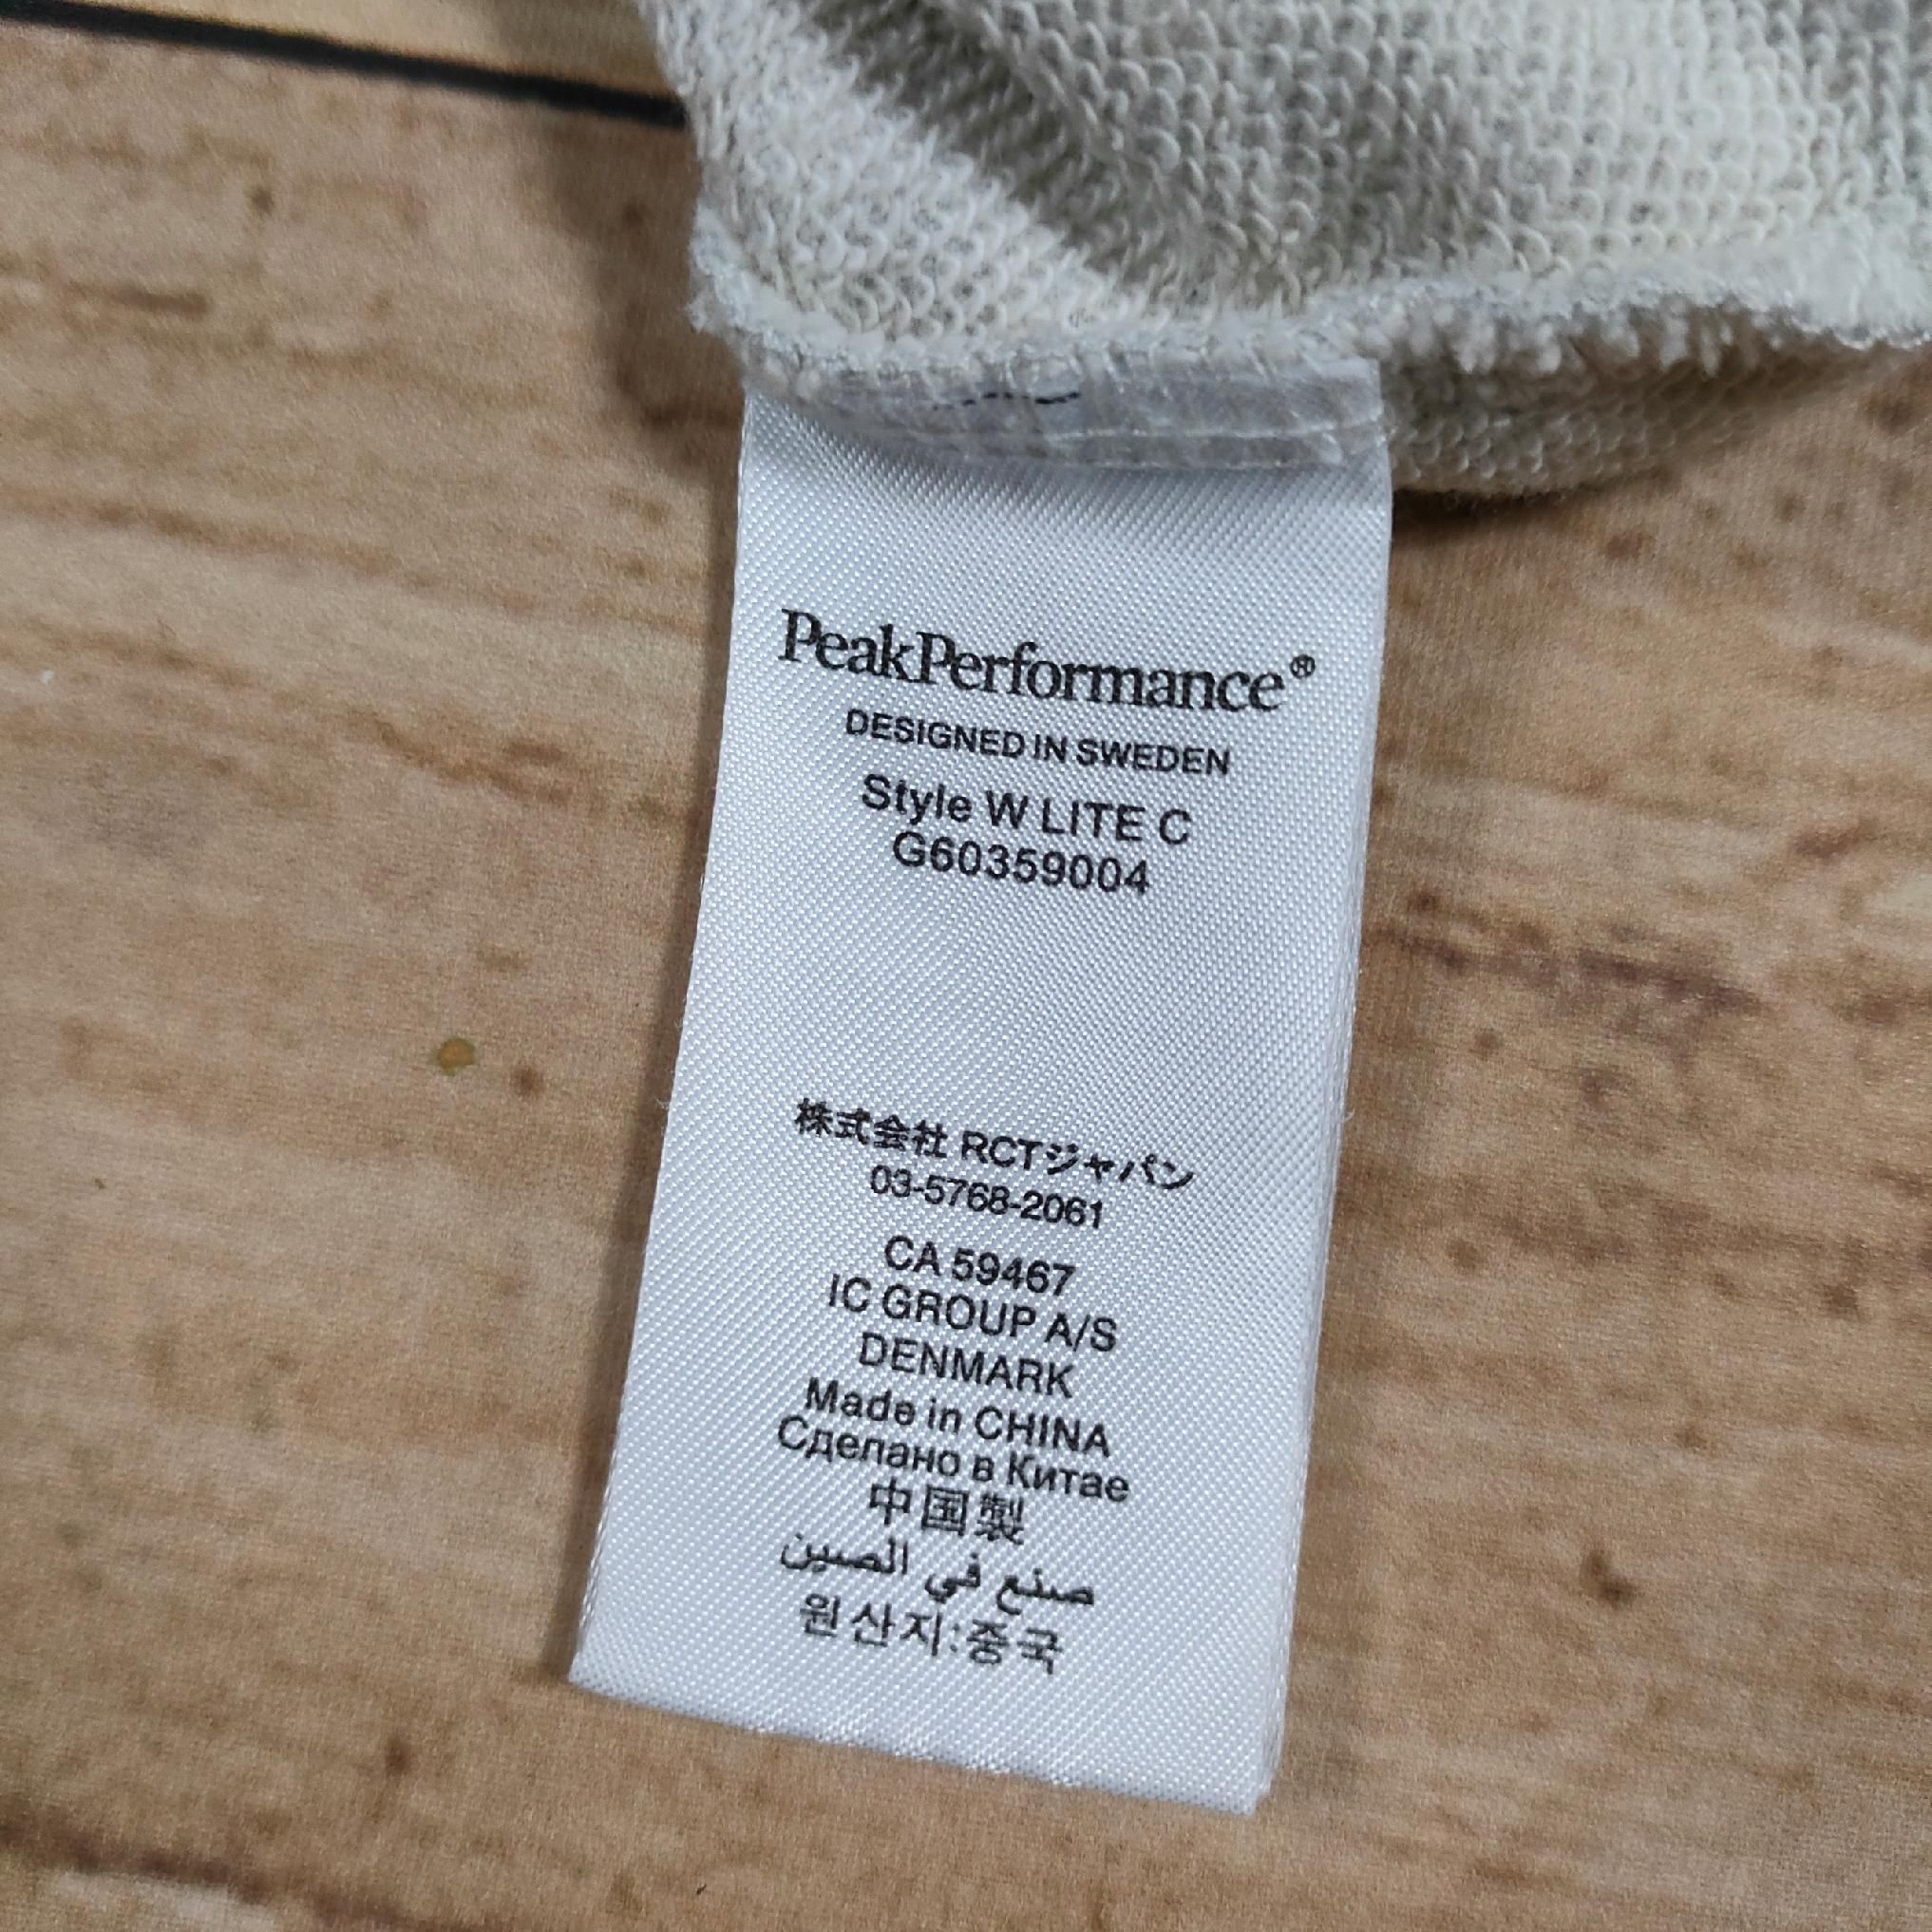 PeakPerformance®
DESIGNED IN SWEDEN
Style W LITE C
G60359004
株式会社 RCTジャパン
03-5768-2061
CA 59467
IC GROUP A/S
DENMARK
Made in CHINA
Сделано в Китае
中国製
صنع في الصين
원산지:중국